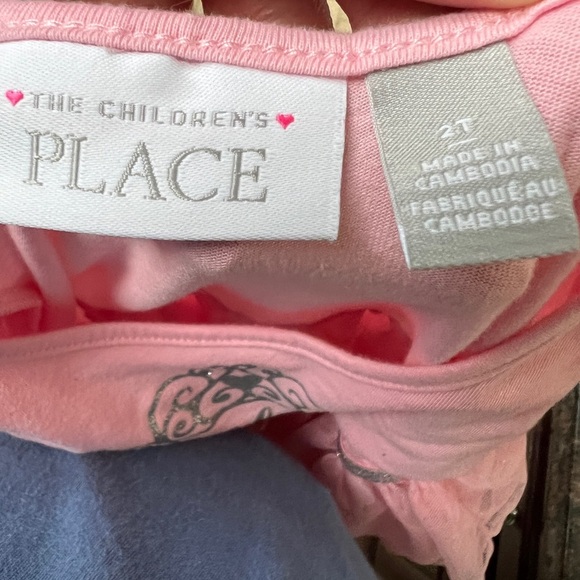 THE CHILDREN'S
PLACE
2T
MADE IN
CAMBODIA
FABRIQUÉ AU
CAMBODGE